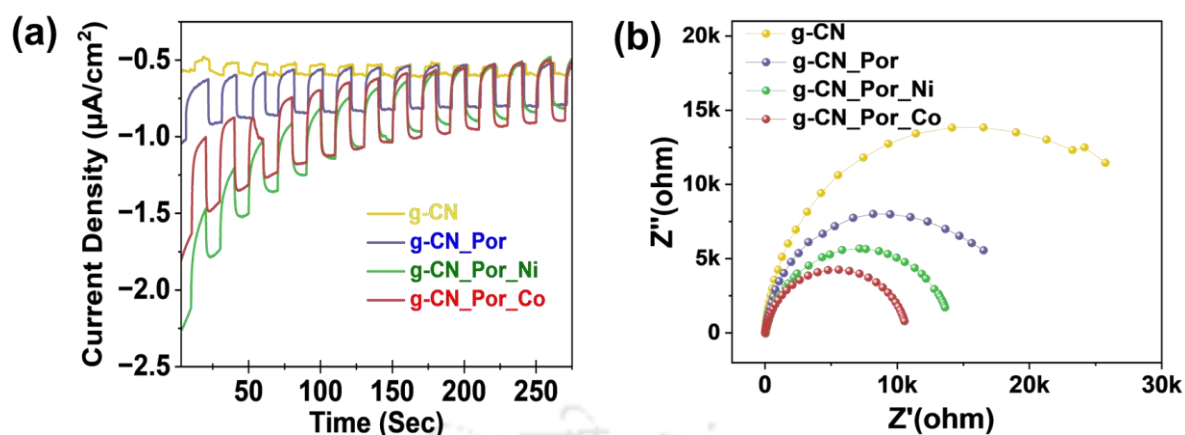 (a)
Current Density (μA/cm²)
−0.5
−1.0
−1.5
−2.0
−2.5
50
100
150
200
250
Time (Sec)
g-CN
g-CN_Por
g-CN_Por_Ni
g-CN_Por_Co
(b)
Z''(ohm)
20k
15k
10k
5k
0
0
10k
20k
30k
Z'(ohm)
g-CN
g-CN_Por
g-CN_Por_Ni
g-CN_Por_Co